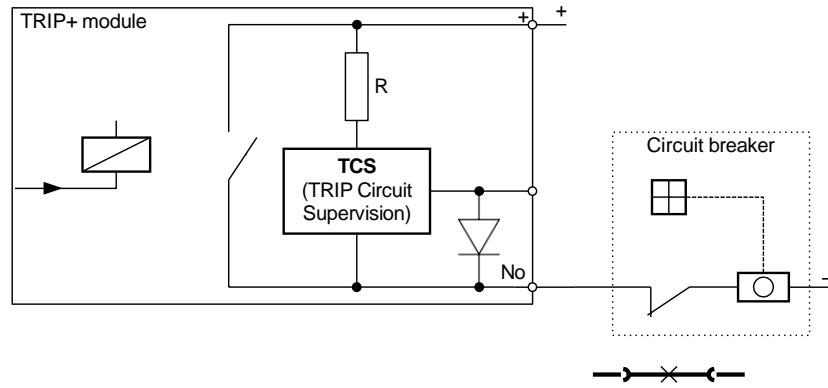 TRIP+ module
+
+
R
TCS
(TRIP Circuit
Supervision)
Circuit breaker
No
-